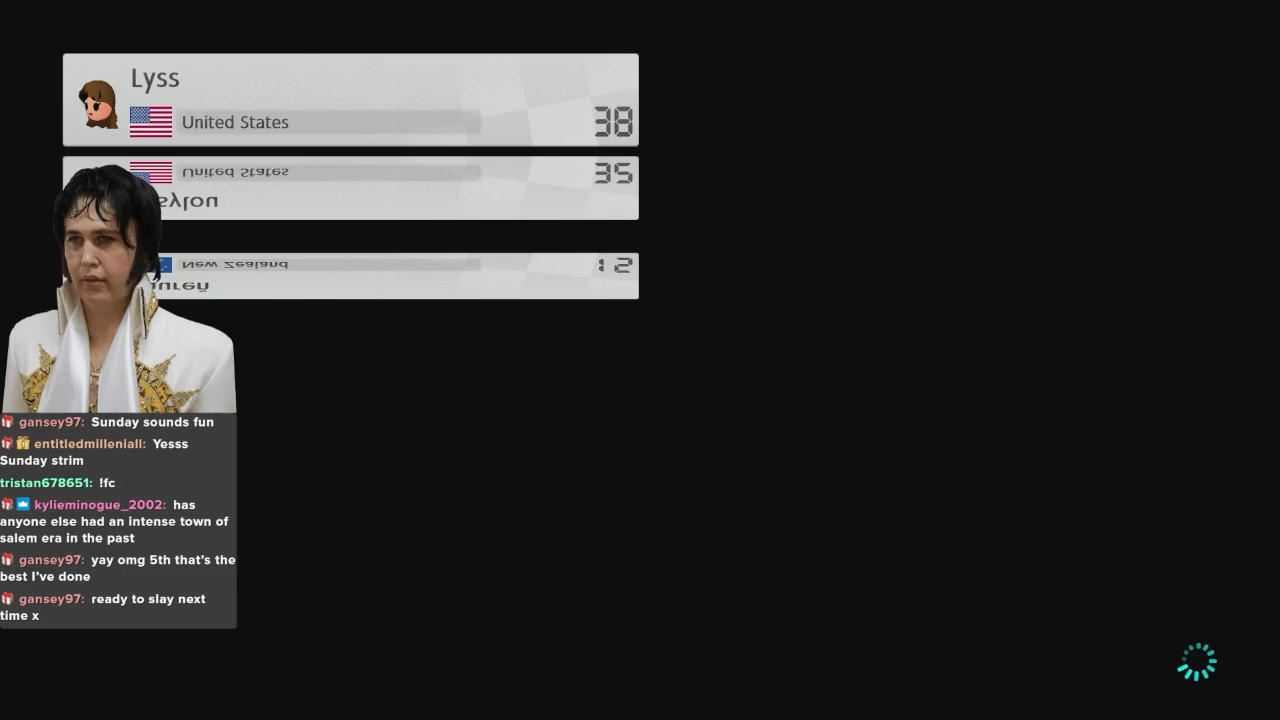 Lyss
United States
38
United States
35
sylou
New Zealand
12
auren
gansey97: Sunday sounds fun
entitledmilleniall: Yesss
Sunday strim
tristan678651: !fc
kylieminogue_2002: has
anyone else had an intense town of
salem era in the past
gansey97: yay omg 5th that's the
best I've done
gansey97: ready to slay next
time x